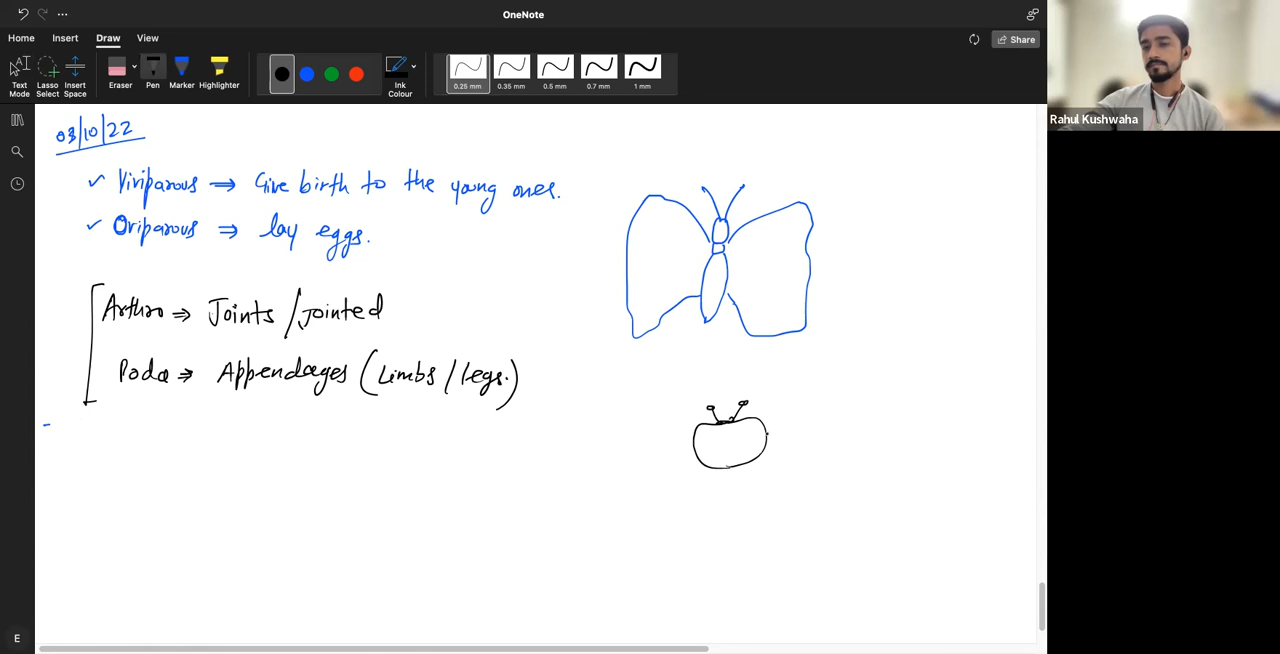 OneNote
Home Insert Draw View
Share
Text Mode
Lasso Select
Insert Space
Eraser
Pen
Marker
Highlighter
Ink Colour
0.25 mm
0.35 mm
0.5 mm
0.7 mm
1 mm
Rahul Kushwaha
03/10/22
✓ Viviparous ⇒ Give birth to the young ones.
✓ Oviparous ⇒ lay eggs.
Arthro ⇒ Joints / Jointed
Poda ⇒ Appendages (Limbs / Legs.)
E